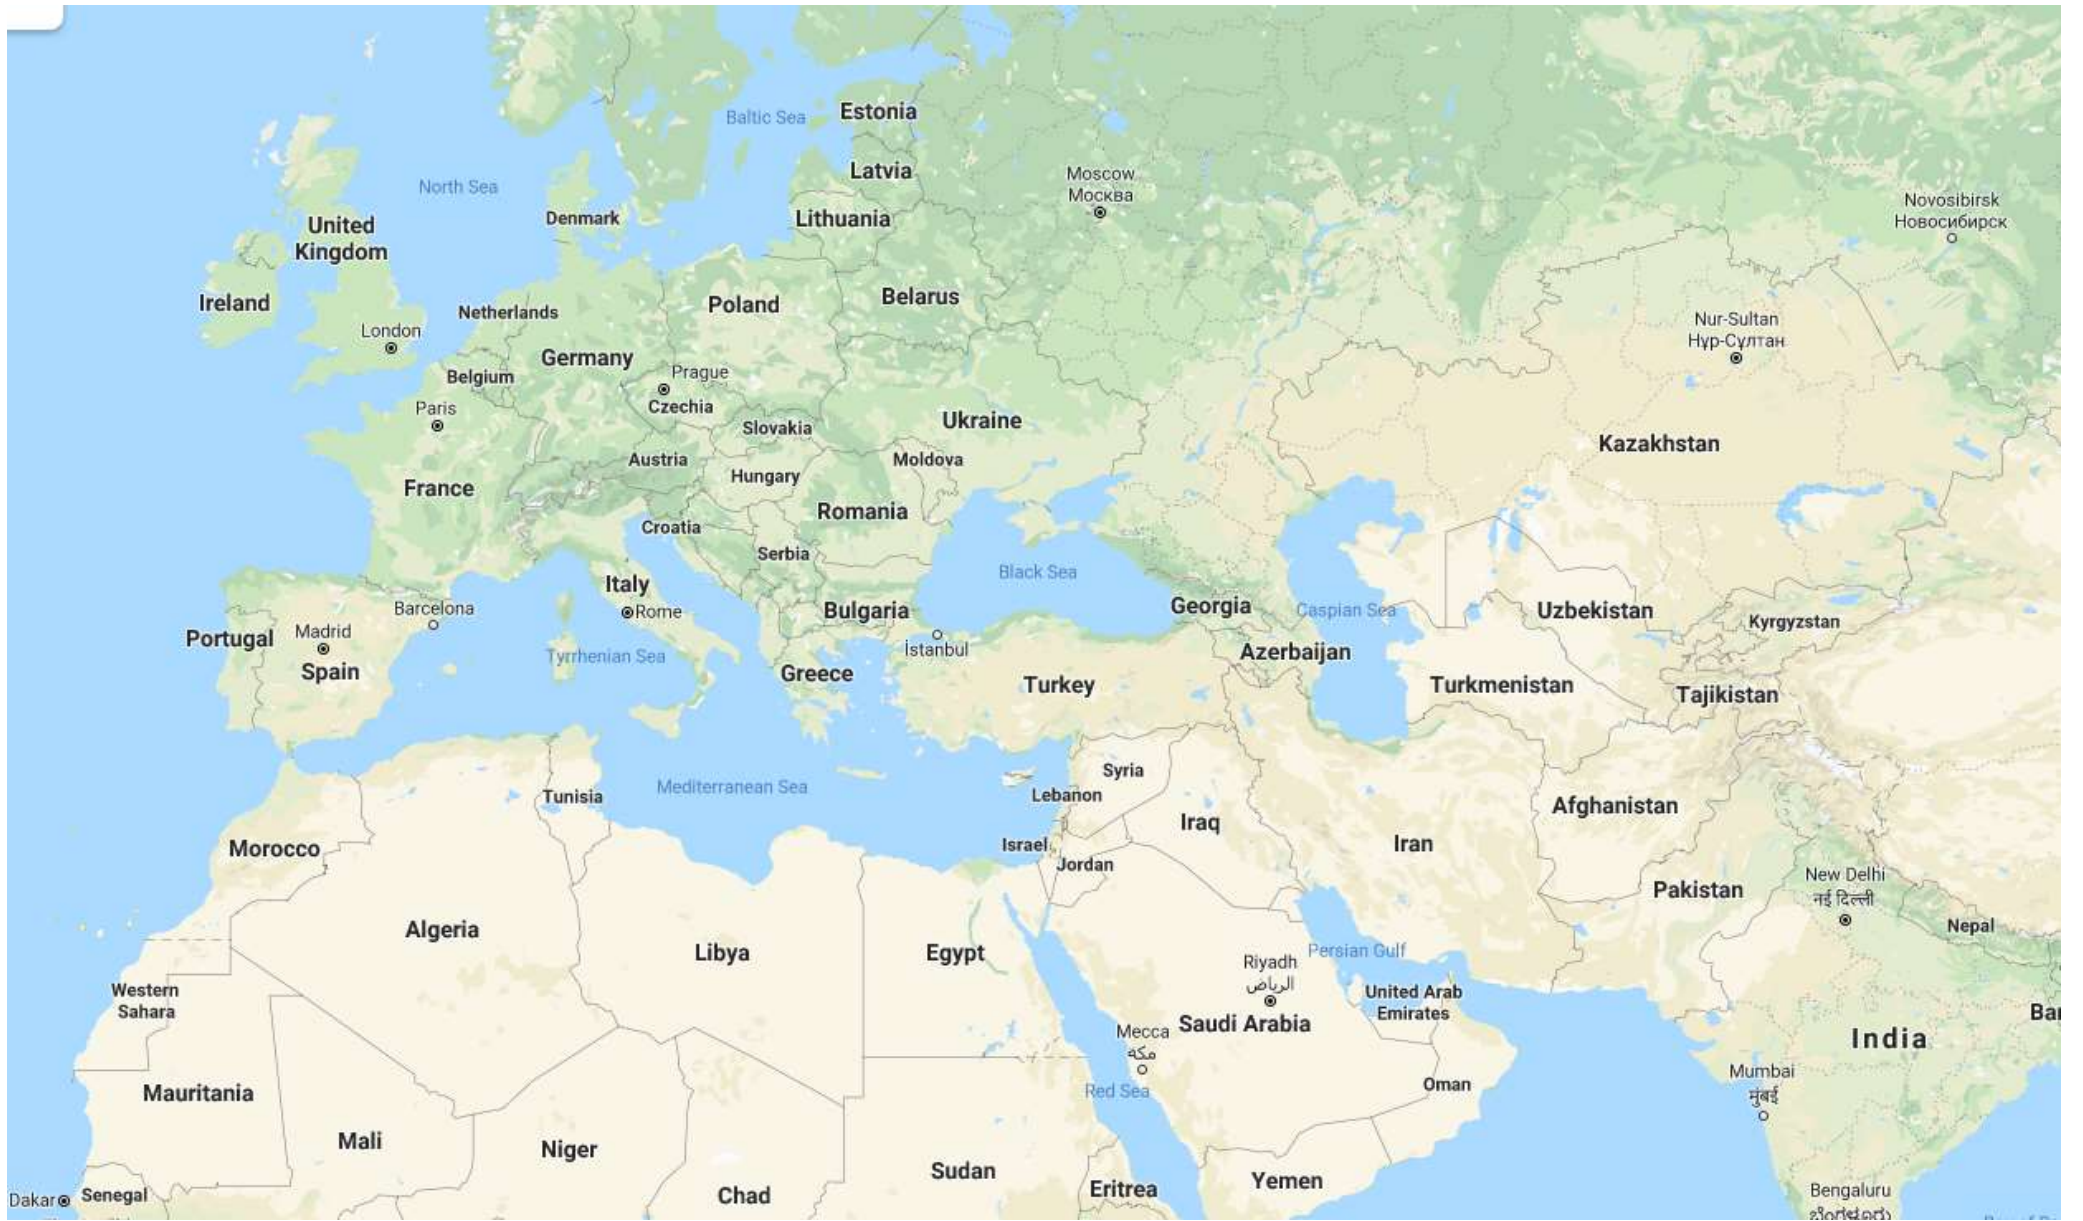 Estonia
Baltic Sea
Latvia
Moscow
Москва
North Sea
Novosibirsk
Новосибирск
Denmark
Lithuania
United
Kingdom
Ireland
Belarus
Poland
Netherlands
Nur-Sultan
Нұр-Сұлтан
London
Germany
Prague
Belgium
Czechia
Paris
Ukraine
Slovakia
Kazakhstan
Austria
Moldova
Hungary
France
Romania
Croatia
Serbia
Black Sea
Italy
Rome
Barcelona
Bulgaria
Georgia
Caspian Sea
Uzbekistan
Kyrgyzstan
Portugal
Madrid
Spain
İstanbul
Azerbaijan
Tyrrhenian Sea
Greece
Turkey
Turkmenistan
Tajikistan
Syria
Mediterranean Sea
Tunisia
Lebanon
Afghanistan
Iraq
Iran
Israel
Morocco
Jordan
New Delhi
नई दिल्ली
Pakistan
Nepal
Algeria
Libya
Egypt
Persian Gulf
Riyadh
الرياض
Western
Sahara
United Arab
Emirates
Saudi Arabia
Mecca
مكة
India
Mumbai
मुंबई
Oman
Red Sea
Mauritania
Mali
Niger
Sudan
Yemen
Eritrea
Chad
Dakar
Senegal
Bengaluru